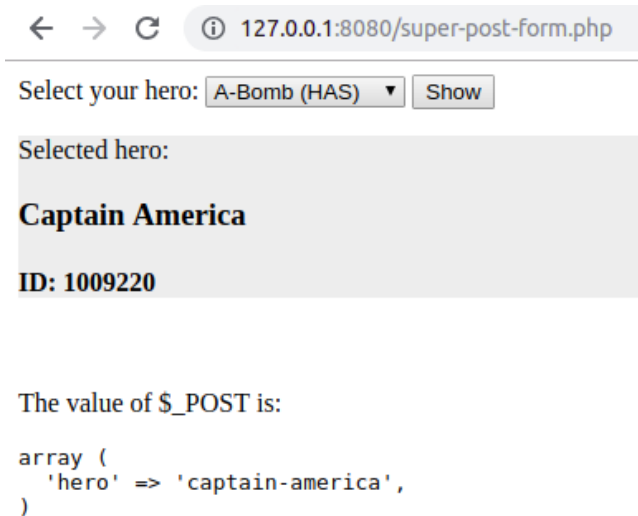 127.0.0.1:8080/super-post-form.php
Select your hero: A-Bomb (HAS) Show
Selected hero:
Captain America
ID: 1009220
The value of $_POST is:
array (
  'hero' => 'captain-america',
)